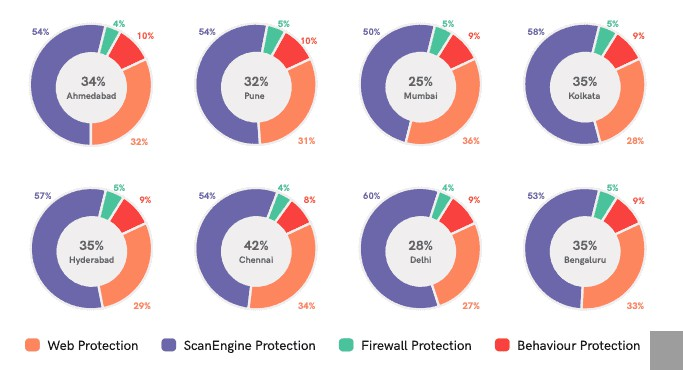 54% 4% 10% 34% Ahmedabad 32%
54% 5% 10% 32% Pune 31%
50% 5% 9% 25% Mumbai 36%
58% 5% 9% 35% Kolkata 28%
57% 5% 9% 35% Hyderabad 29%
54% 4% 8% 42% Chennai 34%
60% 4% 9% 28% Delhi 27%
53% 5% 9% 35% Bengaluru 33%
Web Protection ScanEngine Protection Firewall Protection Behaviour Protection